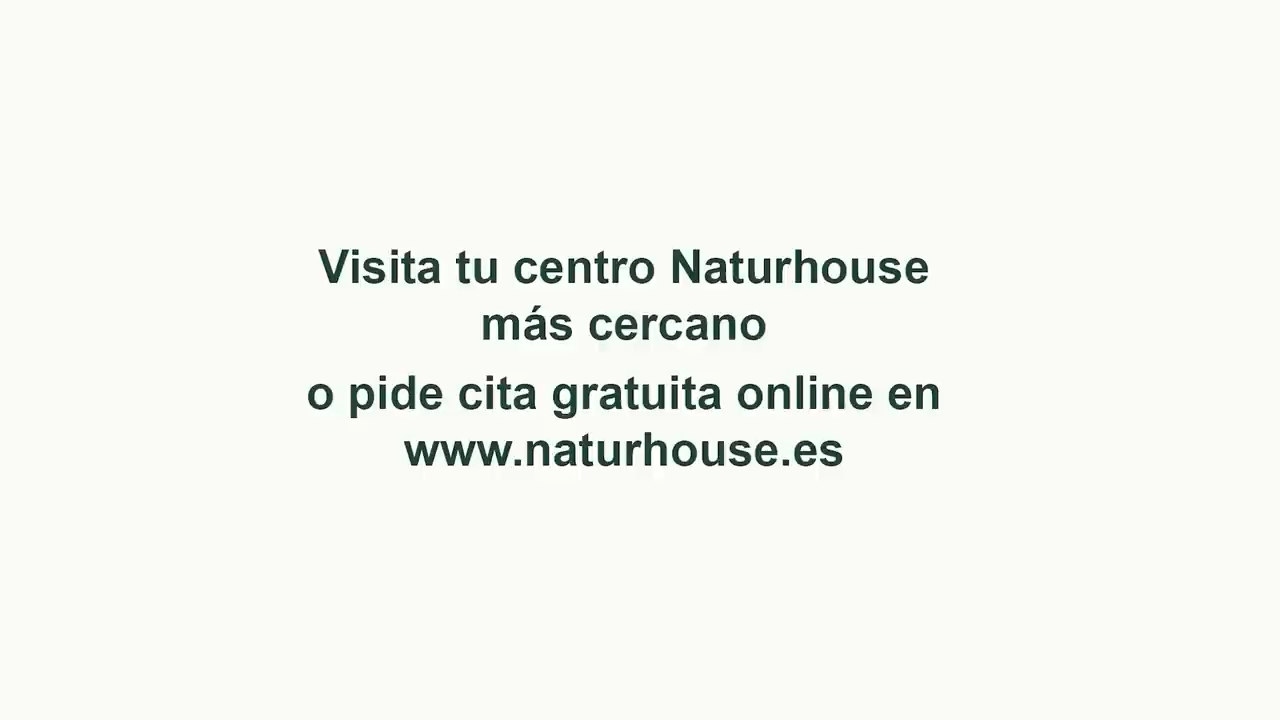 Visita tu centro Naturhouse
más cercano
o pide cita gratuita online en
www.naturhouse.es